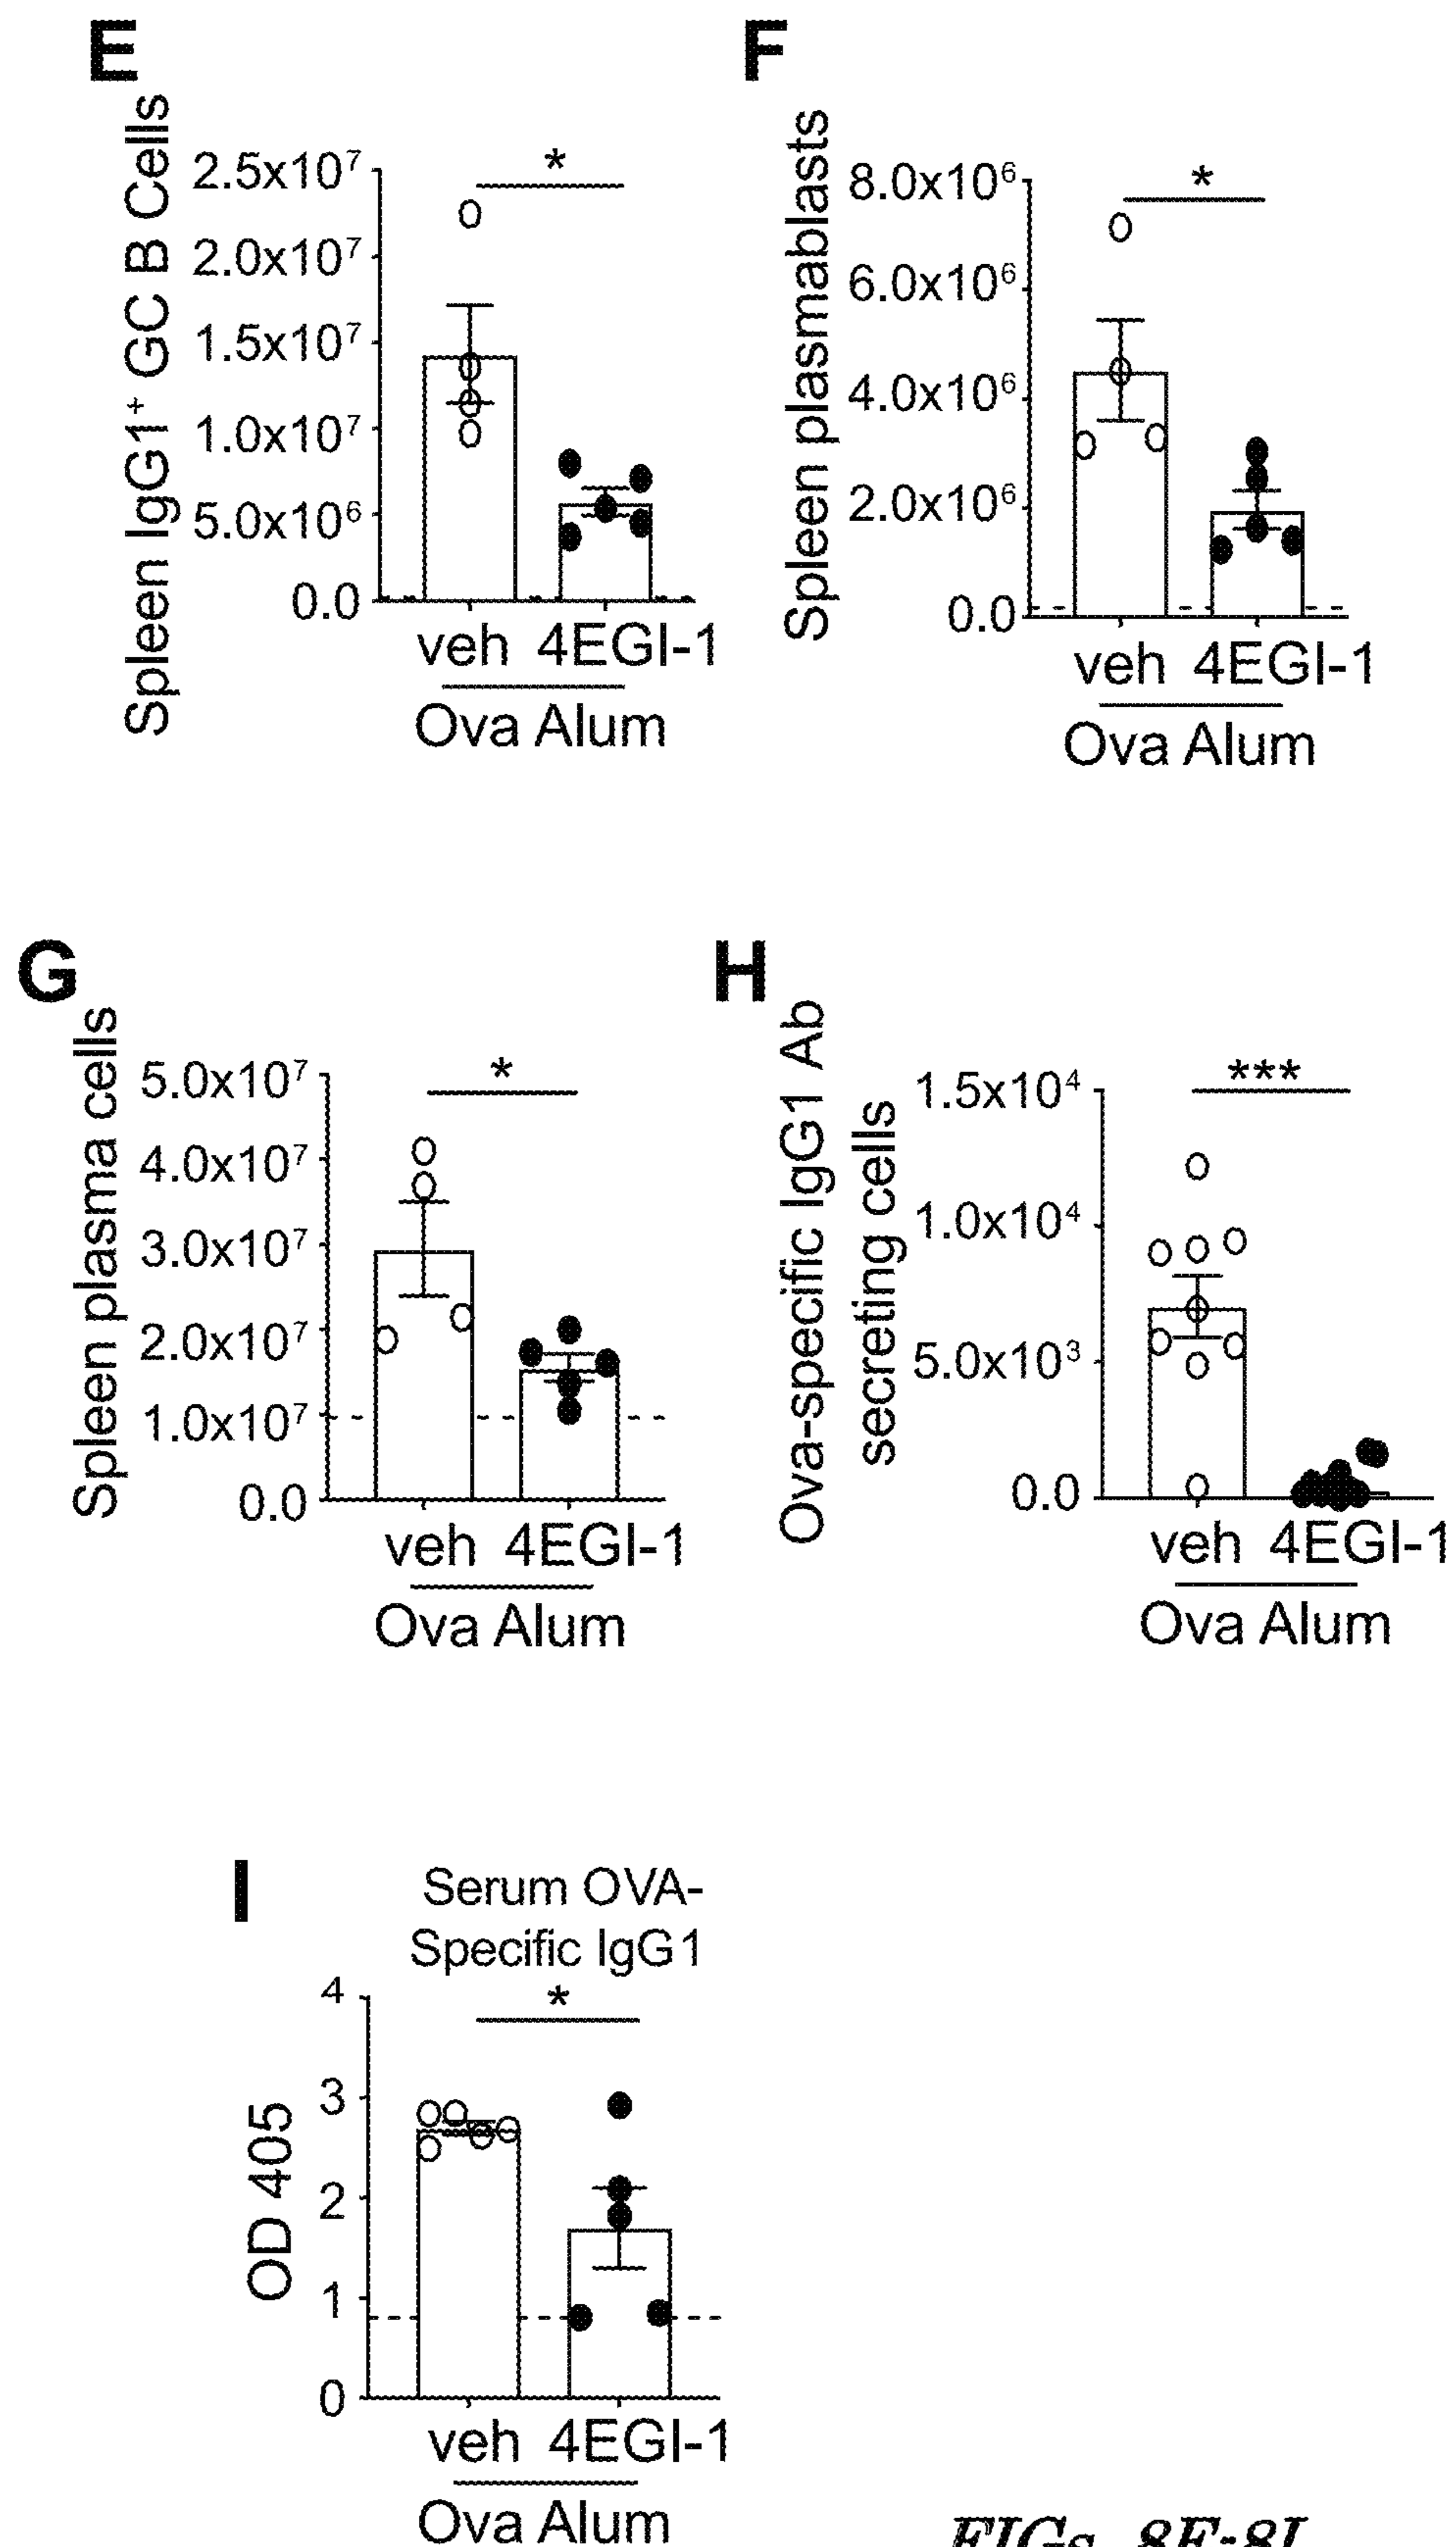 E
Spleen IgG1⁺ GC B Cells
2.5x10⁷
2.0x10⁷
1.5x10⁷
1.0x10⁷
5.0x10⁶
0.0
*
veh 4EGI-1
Ova Alum
F
Spleen plasmablasts
8.0x10⁶
6.0x10⁶
4.0x10⁶
2.0x10⁶
0.0
*
veh 4EGI-1
Ova Alum
G
Spleen plasma cells
5.0x10⁷
4.0x10⁷
3.0x10⁷
2.0x10⁷
1.0x10⁷
0.0
*
veh 4EGI-1
Ova Alum
H
Ova-specific IgG1 Ab
secreting cells
1.5x10⁴
1.0x10⁴
5.0x10³
0.0
***
veh 4EGI-1
Ova Alum
I
Serum OVA-
Specific IgG1
*
OD 405
4
3
2
1
0
veh 4EGI-1
Ova Alum
FIGs. 8E-8I